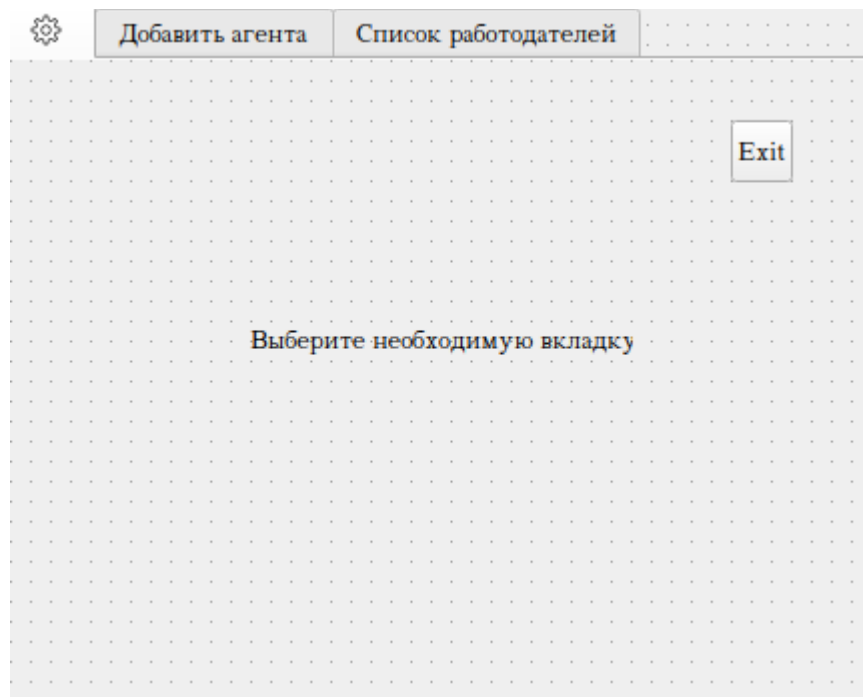 Добавить агента
Список работодателей
Exit
Выберите необходимую вкладку